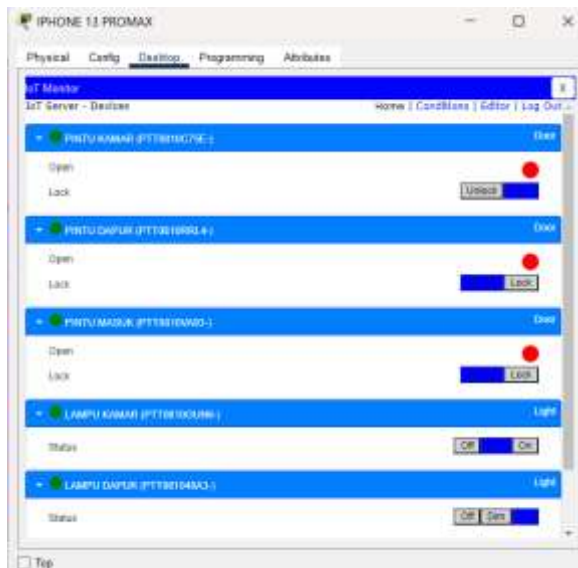 IPHONE 13 PROMAX
Physical Config Desktop Programming Attributes
IoT Monitor X
IoT Server - Devices Home | Conditions | Editor | Log Out
PINTU KAMAR Door
Open
Lock Unlock
PINTU DAPUR Door
Open
Lock Lock
PINTU MASUK Door
Open
Lock Lock
LAMPU KAMAR Light
Status Off On
LAMPU DAPUR Light
Status Off Dim
Top